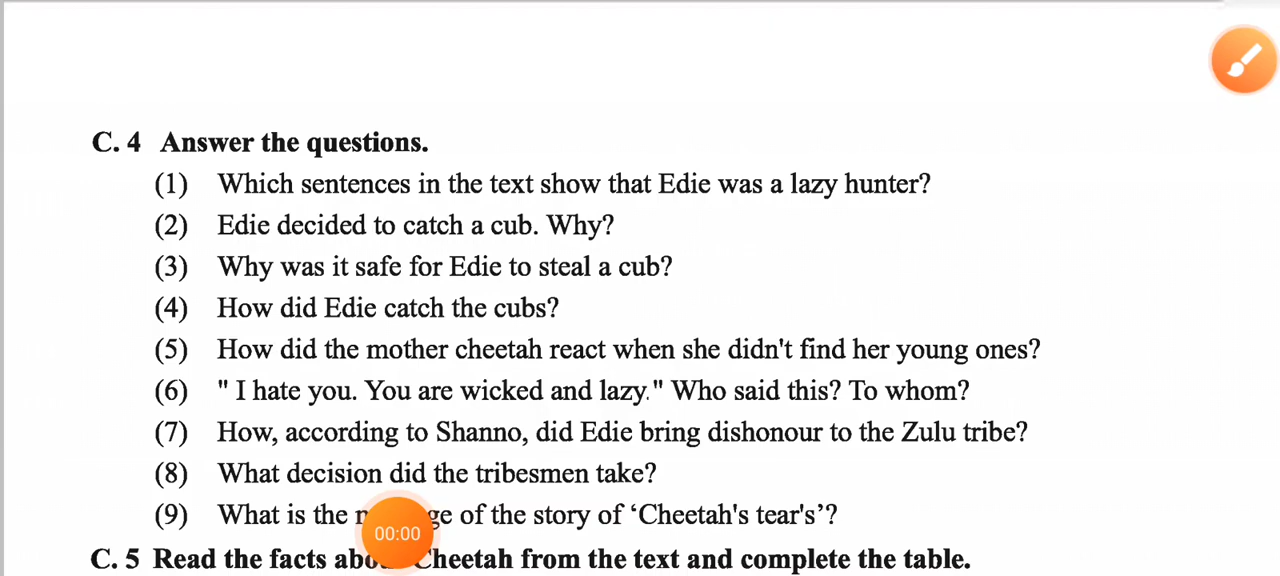 C. 4 Answer the questions.
(1) Which sentences in the text show that Edie was a lazy hunter?
(2) Edie decided to catch a cub. Why?
(3) Why was it safe for Edie to steal a cub?
(4) How did Edie catch the cubs?
(5) How did the mother cheetah react when she didn't find her young ones?
(6) " I hate you. You are wicked and lazy." Who said this? To whom?
(7) How, according to Shanno, did Edie bring dishonour to the Zulu tribe?
(8) What decision did the tribesmen take?
(9) What is the of the story of ‘Cheetah's tear's’?
00:00
C. 5 Read the facts Cheetah from the text and complete the table.